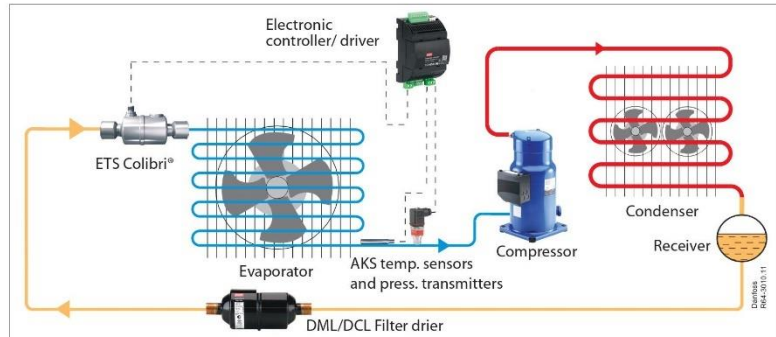 Electronic
controller/ driver
ETS Colibri®
Evaporator
AKS temp. sensors
and press. transmitters
Compressor
Condenser
Receiver
DML/DCL Filter drier
Danfoss
R64-3010.11